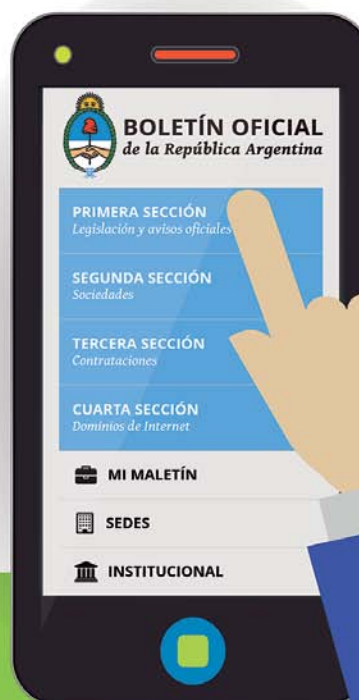 BOLETÍN OFICIAL
de la República Argentina
PRIMERA SECCIÓN
Legislación y avisos oficiales
SEGUNDA SECCIÓN
Sociedades
TERCERA SECCIÓN
Contrataciones
CUARTA SECCIÓN
Dominios de Internet
MI MALETÍN
SEDES
INSTITUCIONAL